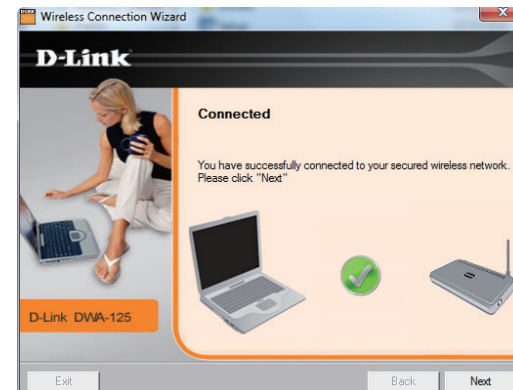 Wireless Connection Wizard
D-Link
Connected
You have successfully connected to your secured wireless network.
Please click "Next"
D-Link DWA-125
Exit
Back
Next